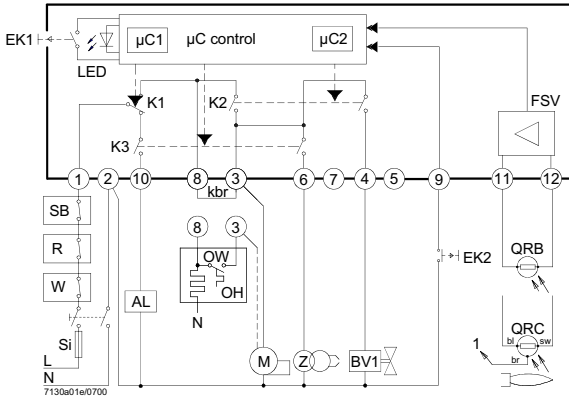 EK1
LED
µC1
µC control
µC2
K1
K2
K3
FSV
1
2
10
8
kbr
3
6
7
4
5
9
11
12
SB
R
W
Si
L
N
7130a01e/0700
AL
8
3
OW
OH
N
M
Z
BV1
EK2
QRB
QRC
bl
sw
br
1